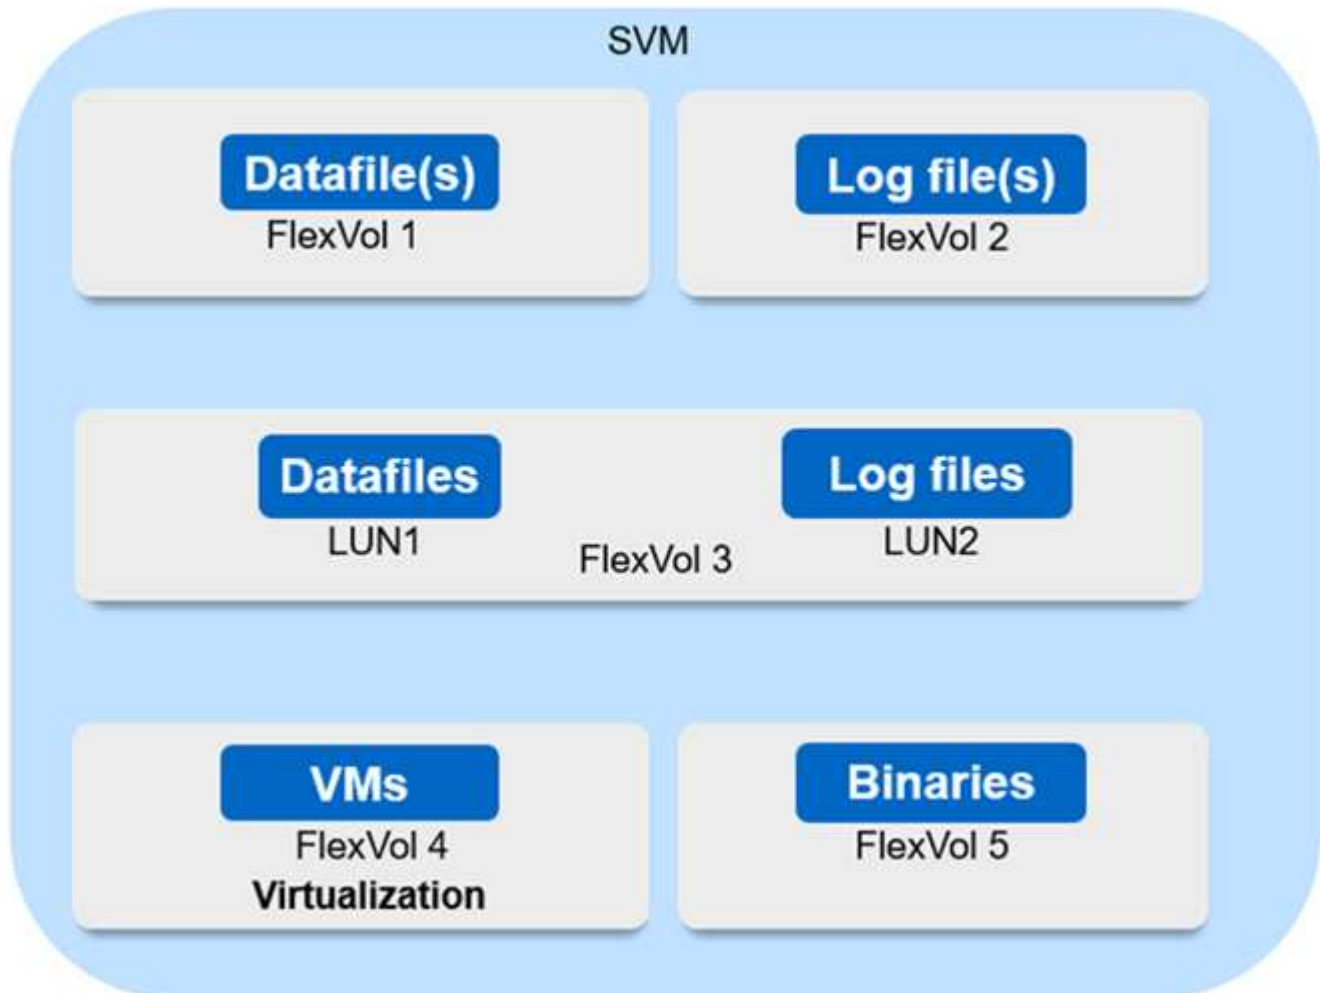 SVM
Datafile(s)
FlexVol 1
Log file(s)
FlexVol 2
Datafiles
LUN1
Log files
LUN2
FlexVol 3
VMs
FlexVol 4
Virtualization
Binaries
FlexVol 5